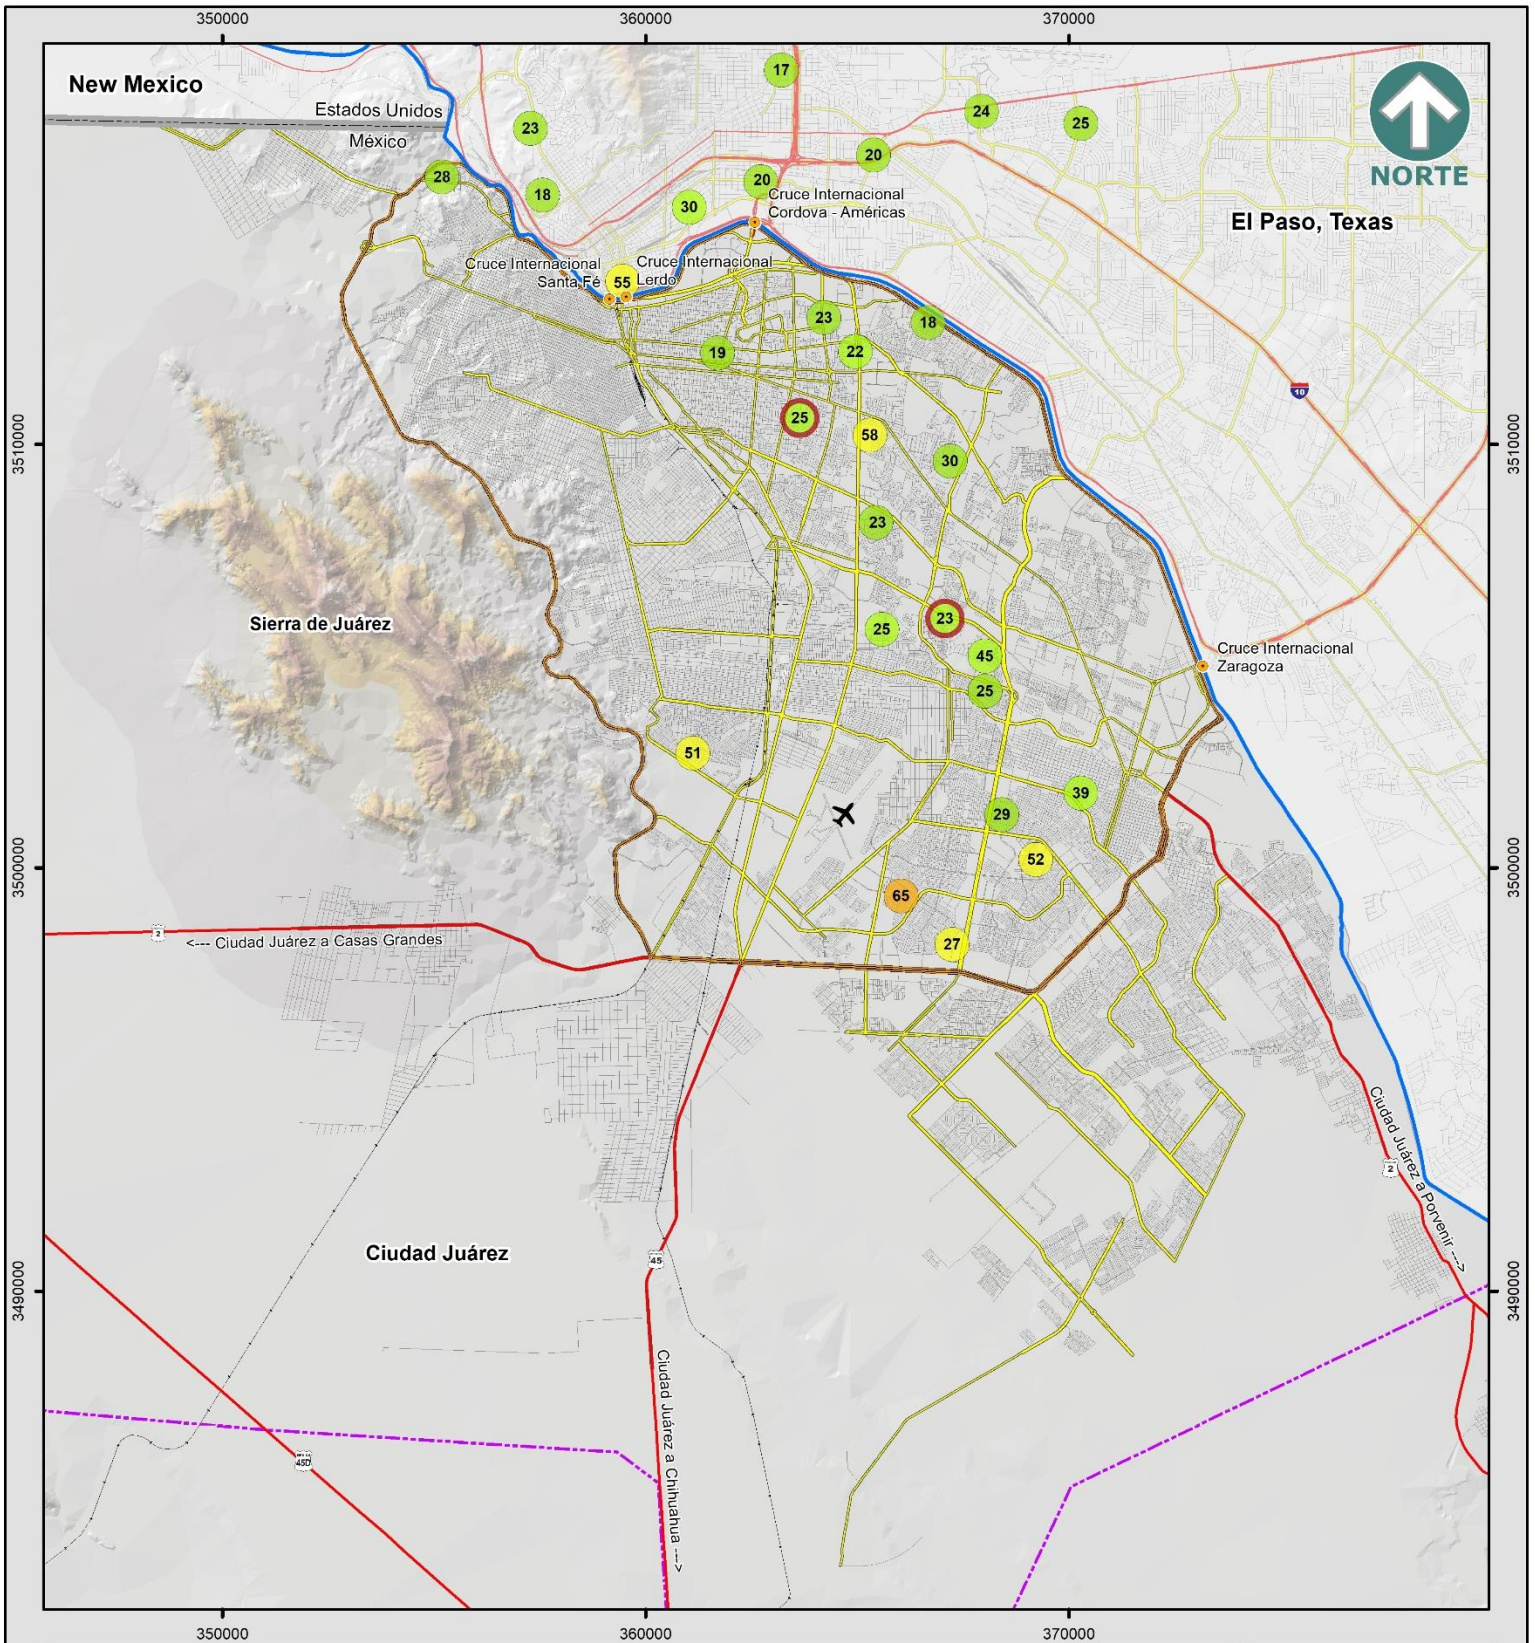 350000
360000
370000
New Mexico
Estados Unidos
México
17
24
25
23
20
NORTE
28
18
20
30
Cruce Internacional
Cordova - Américas
El Paso, Texas
Cruce Internacional
Santa Fé
55
Cruce Internacional
Lerdo
23
18
19
22
10
25
58
3510000
3510000
30
23
Sierra de Juárez
23
25
45
Cruce Internacional
Zaragoza
25
51
39
29
52
3500000
3500000
65
2
<--- Ciudad Juárez a Casas Grandes
27
Ciudad Juárez a Porvenir --->
2
Ciudad Juárez
45
3490000
3490000
Ciudad Juárez a Chihuahua --->
45D
350000
360000
370000